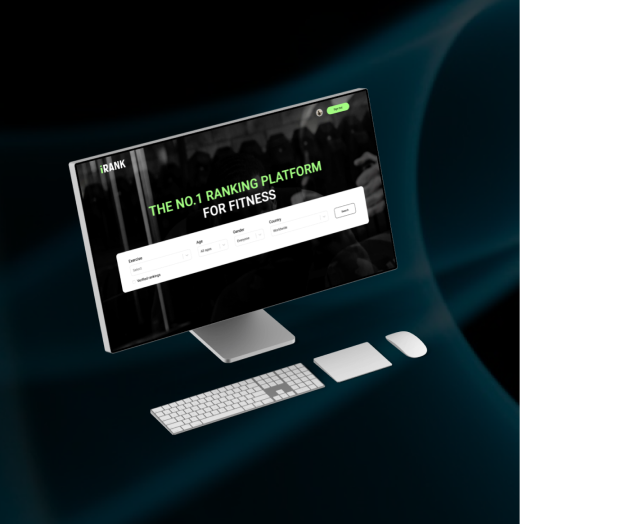 iRANK
Sign Up
THE NO.1 RANKING PLATFORM
FOR FITNESS
Exercise
Age
Gender
Country
Select
All ages
Everyone
Worldwide
Search
Verified rankings